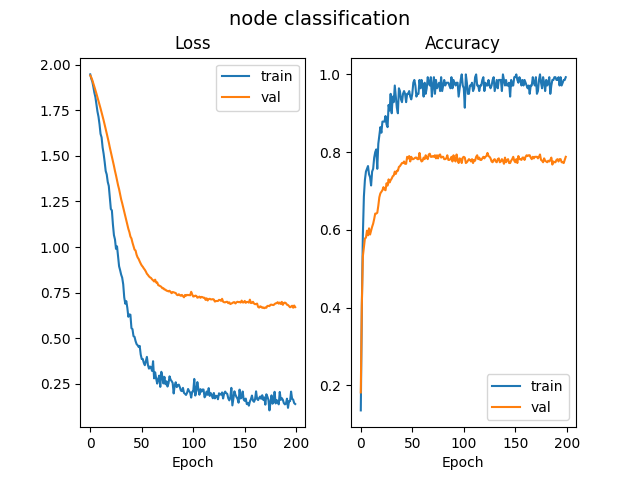 node classification
Loss
2.00
1.75
1.50
1.25
1.00
0.75
0.50
0.25
0 50 100 150 200
Epoch
train
val
Accuracy
1.0
0.8
0.6
0.4
0.2
0 50 100 150 200
Epoch
train
val